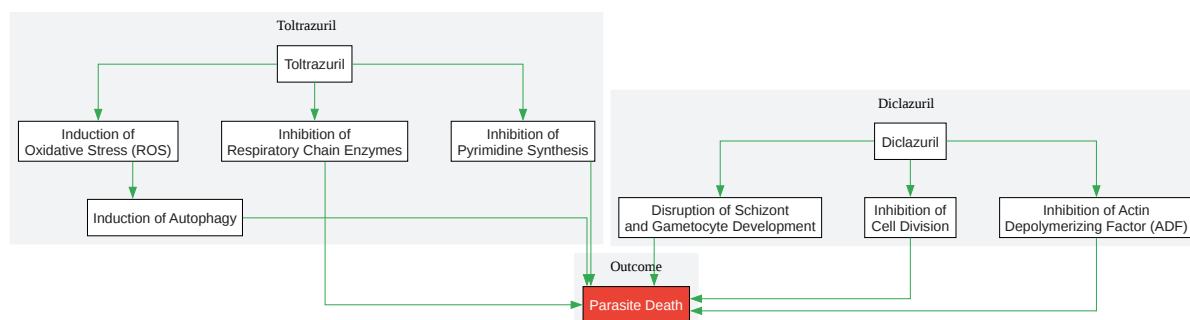 Toltrazuril
Toltrazuril
Induction of
Oxidative Stress (ROS)
Inhibition of
Respiratory Chain Enzymes
Inhibition of
Pyrimidine Synthesis
Induction of Autophagy
Diclazuril
Diclazuril
Disruption of Schizont
and Gametocyte Development
Inhibition of
Cell Division
Inhibition of Actin
Depolymerizing Factor (ADF)
Outcome
Parasite Death